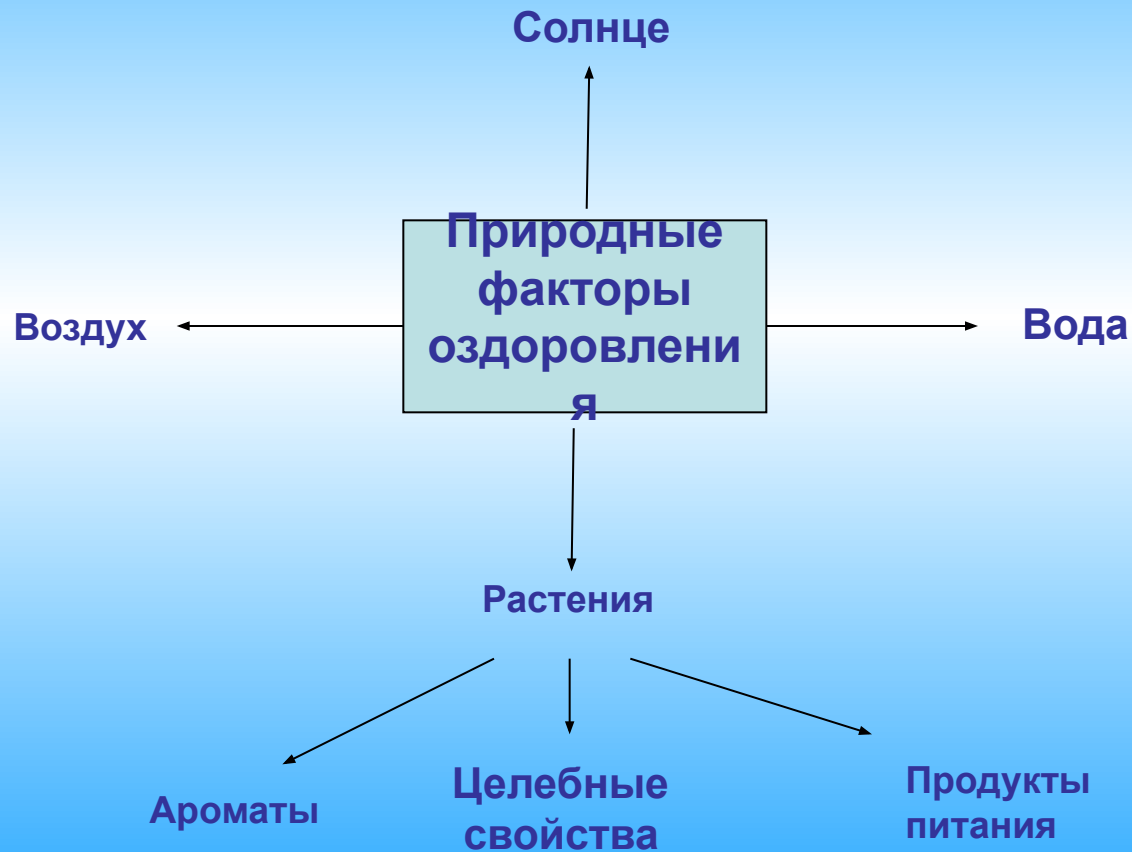 Солнце
Природные
факторы
оздоровлени
я
Воздух
Вода
Растения
Ароматы
Целебные
свойства
Продукты
питания